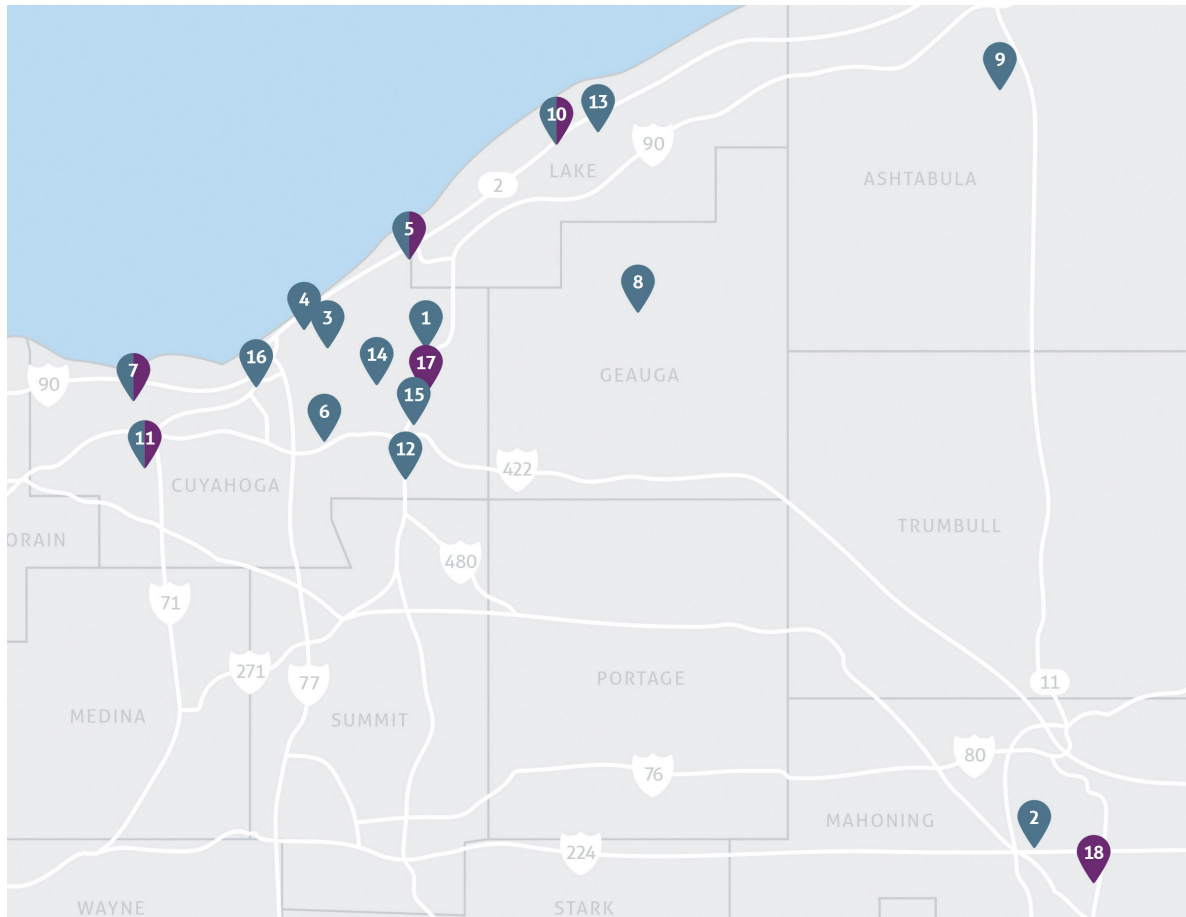 9
13
10
90
LAKE
ASHTABULA
2
5
8
4
3
1
16
14
17
7
90
GEAUGA
15
6
11
12
422
CUYAHOGA
TRUMBULL
ORAIN
480
71
271
77
PORTAGE
11
MEDINA
SUMMIT
80
76
2
MAHONING
224
18
WAYNE
STARK